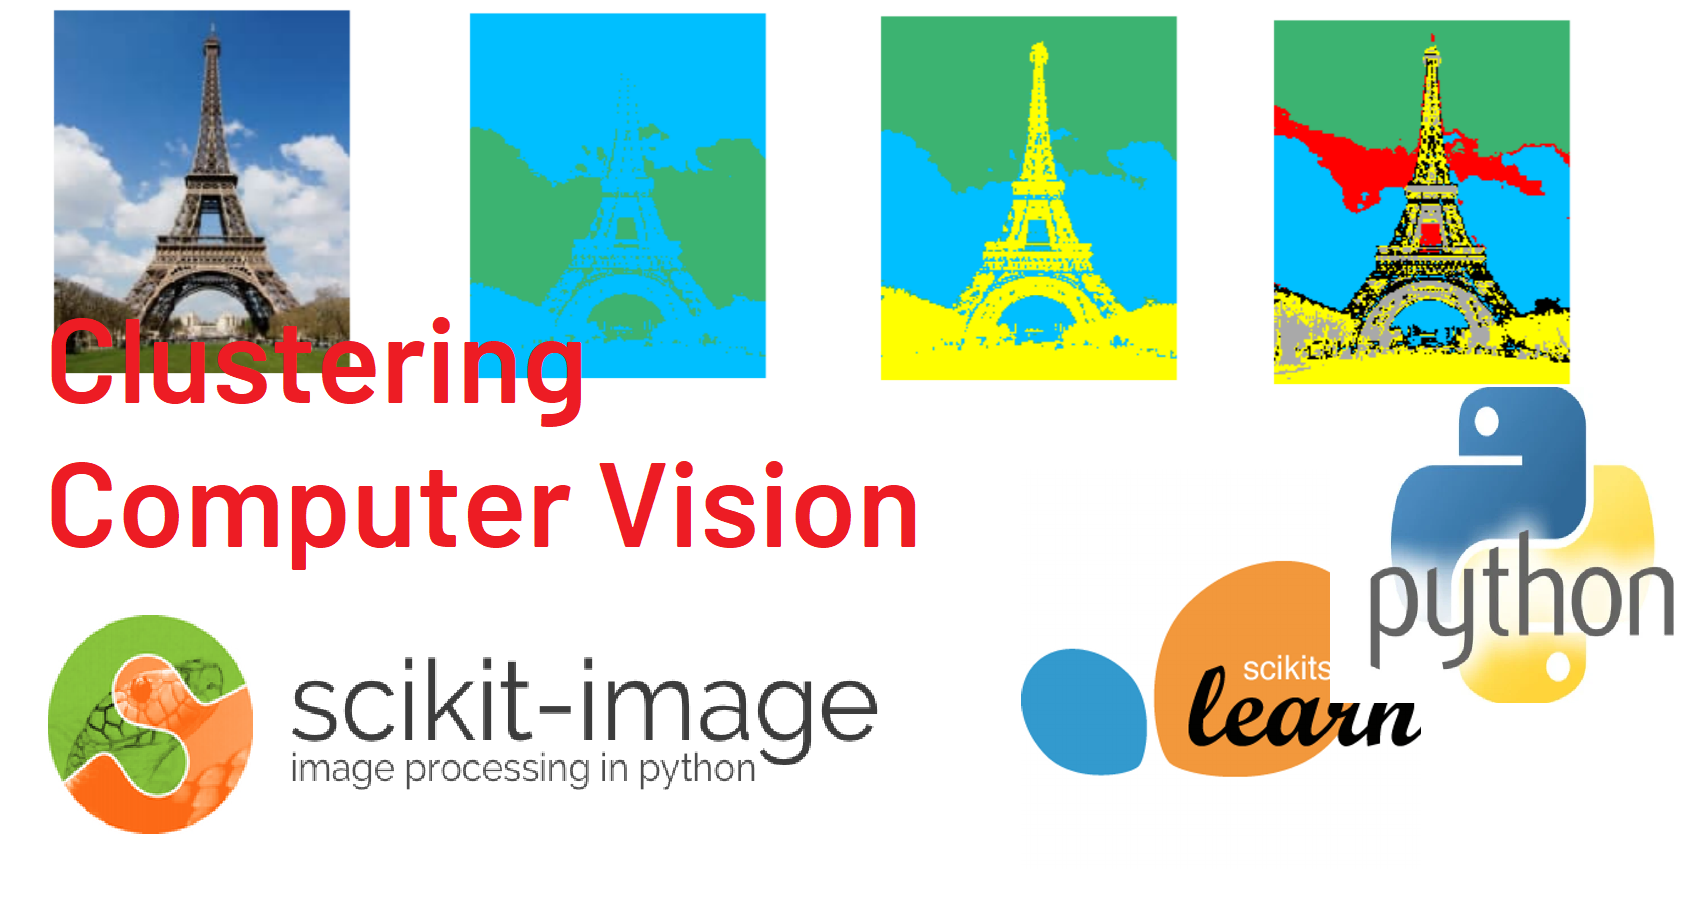 Clustering
Computer Vision
scikit-image
image processing in python
scikits
learn
python